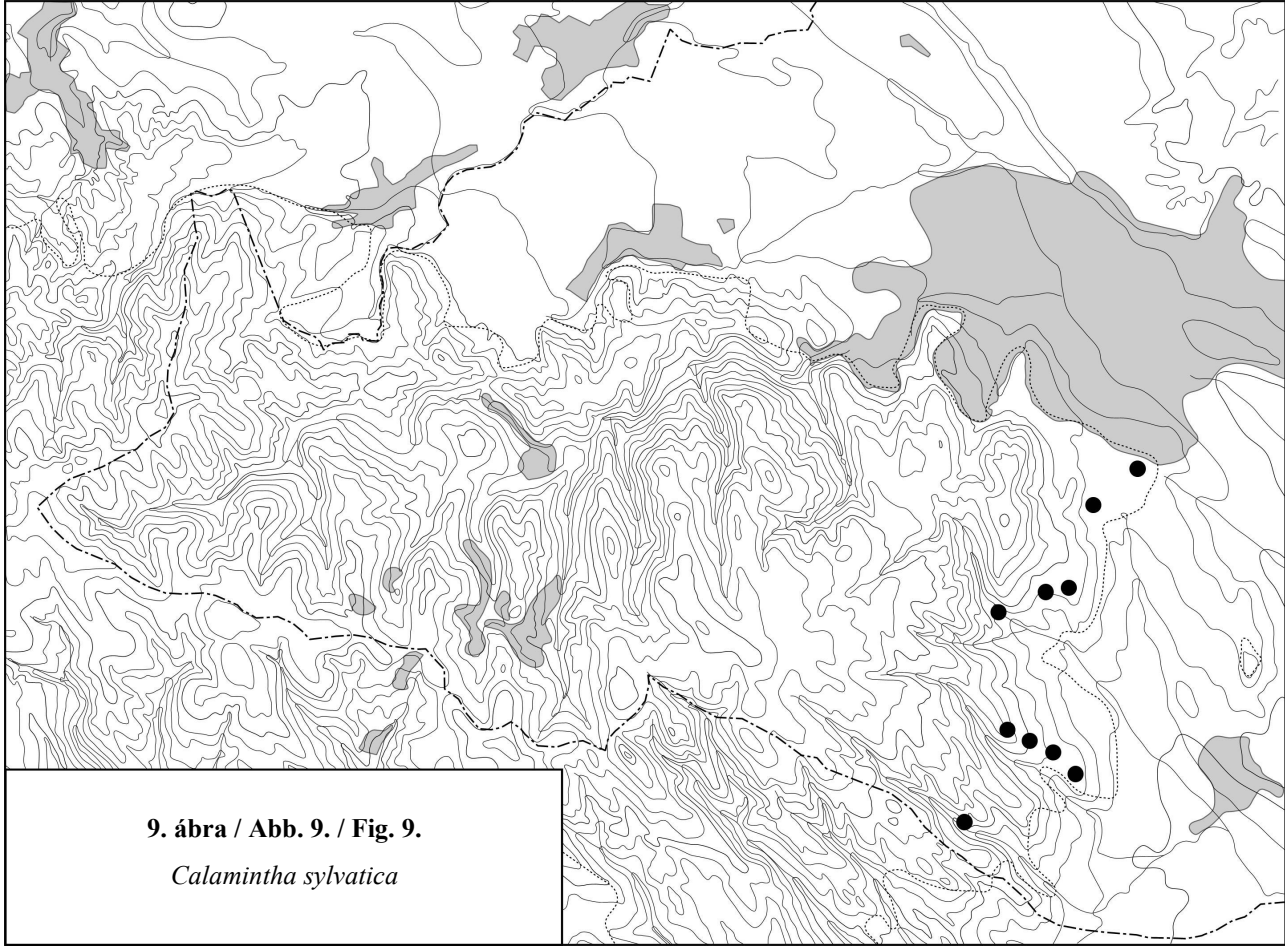 9. ábra / Abb. 9. / Fig. 9.
Calamintha sylvatica